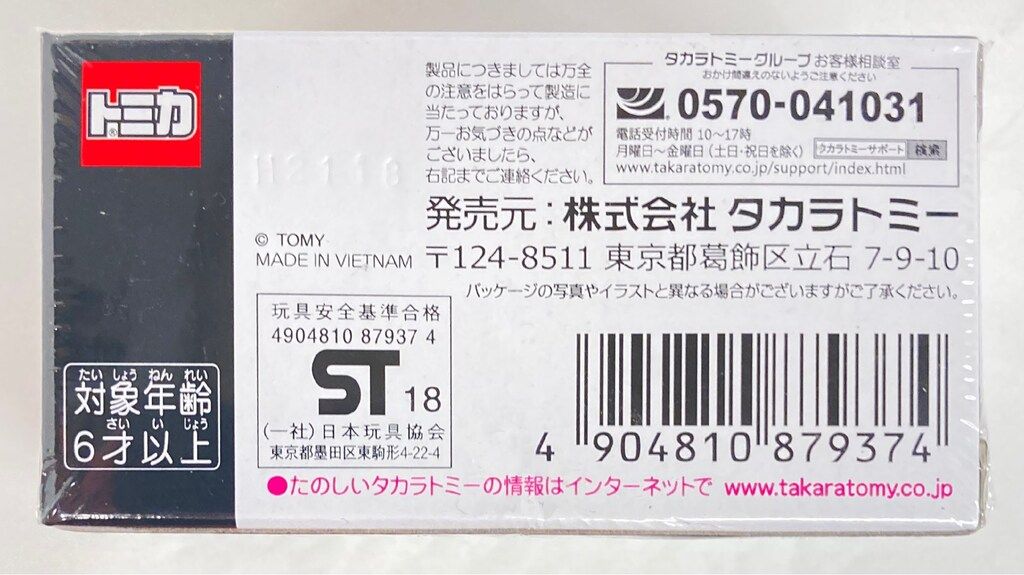 トミカ®
たいしょうねんれい
対象年齢
さいいじょう
6才以上
製品につきましては万全
の注意をはらって製造に
当たっておりますが、
万一お気づきの点などが
ございましたら、
右記までご連絡ください。
タカラトミーグループ お客様相談室
おかけ間違えのないようご注意ください
0570-041031
電話受付時間 10〜17時
月曜日〜金曜日（土日・祝日を除く） タカラトミーサポート 検索
www.takaratomy.co.jp/support/index.html
発売元：株式会社 タカラトミー
〒124-8511 東京都葛飾区立石 7-9-10
© TOMY
MADE IN VIETNAM
パッケージの写真やイラストと異なる場合がございますがご了承ください。
玩具安全基準合格
4904810 87937 4
ST 18
(一社)日本玩具協会
東京都墨田区東駒形4-22-4
4 904810 879374
●たのしいタカラトミーの情報はインターネットで www.takaratomy.co.jp